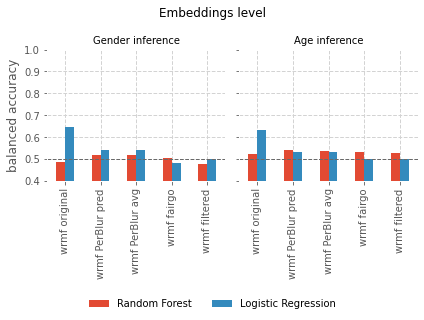 Embeddings level
Gender inference
Age inference
balanced accuracy
1.0
0.9
0.8
0.7
0.6
0.5
0.4
wrmf original
wrmf PerBlur pred
wrmf PerBlur avg
wrmf fairgo
wrmf filtered
wrmf original
wrmf PerBlur pred
wrmf PerBlur avg
wrmf fairgo
wrmf filtered
Random Forest
Logistic Regression